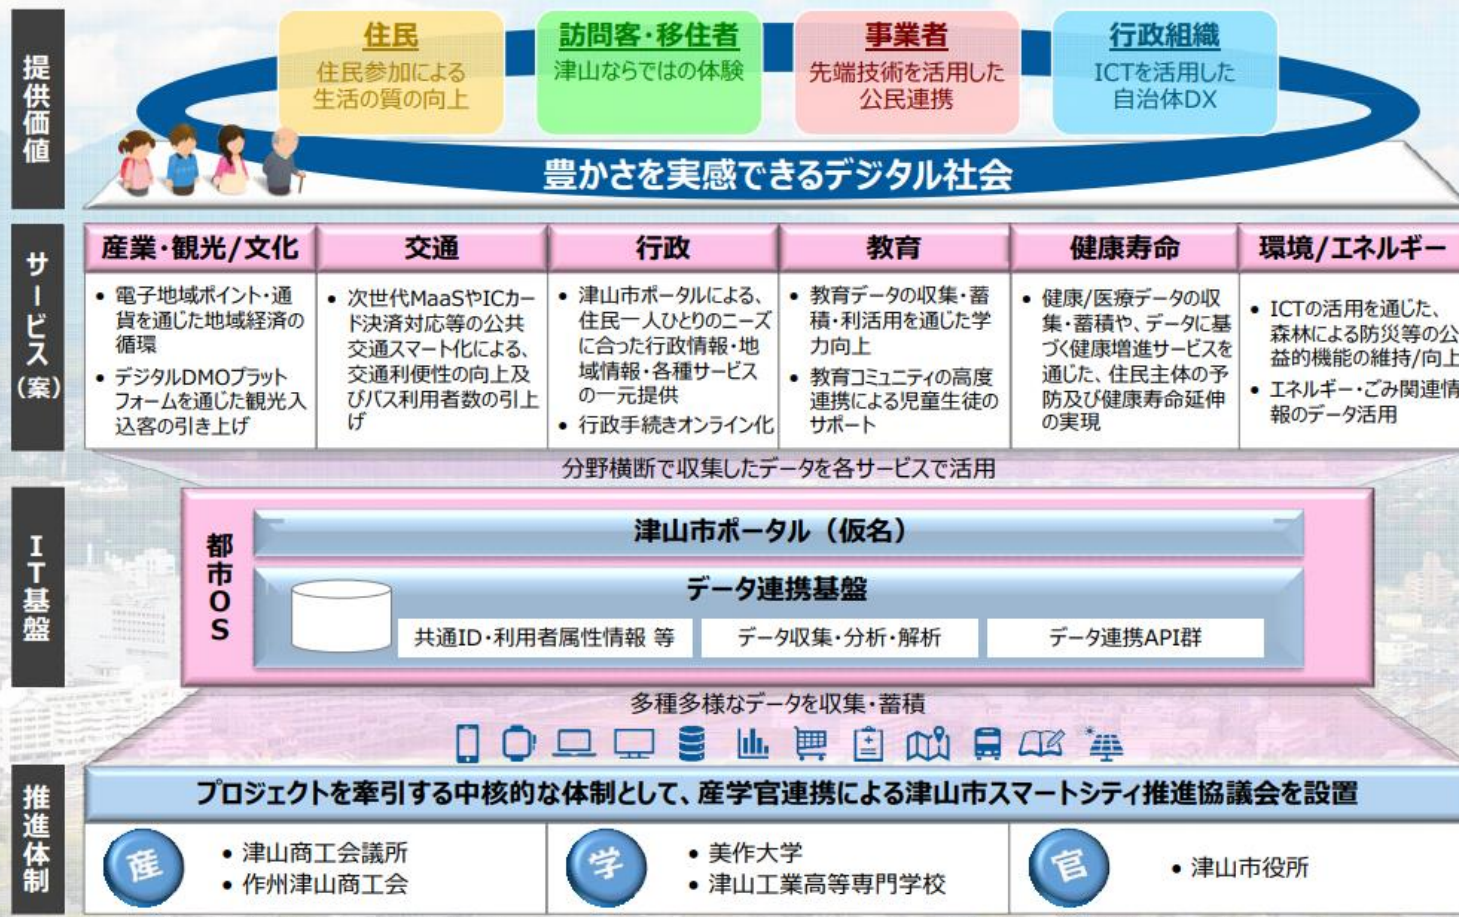 提供価値
住民
住民参加による
生活の質の向上
訪問客・移住者
津山ならではの体験
事業者
先端技術を活用した
公民連携
行政組織
ICTを活用した
自治体DX
豊かさを実感できるデジタル社会
サービス(案)
産業・観光/文化
• 電子地域ポイント・通
貨を通じた地域経済の
循環
• デジタルDMOプラット
フォームを通じた観光入
込客の引き上げ
交通
• 次世代MaaSやICカー
ド決済対応等の公共
交通スマート化による、
交通利便性の向上及
びバス利用者数の引上
げ
行政
• 津山市ポータルによる、
住民一人ひとりのニーズ
に合った行政情報・地
域情報・各種サービス
の一元提供
• 行政手続きオンライン化
教育
• 教育データの収集・蓄
積・利活用を通じた学
力向上
• 教育コミュニティの高度
連携による児童生徒の
サポート
健康寿命
• 健康/医療データの収
集・蓄積や、データに基
づく健康増進サービスを
通じた、住民主体の予
防及び健康寿命延伸
の実現
環境/エネルギー
• ICTの活用を通じた、
森林による防災等の公
益的機能の維持/向上
• エネルギー・ごみ関連情
報のデータ活用
分野横断で収集したデータを各サービスで活用
IT基盤
都市OS
津山市ポータル（仮名）
データ連携基盤
共通ID・利用者属性情報 等
データ収集・分析・解析
データ連携API群
多種多様なデータを収集・蓄積
推進体制
プロジェクトを牽引する中核的な体制として、産学官連携による津山市スマートシティ推進協議会を設置
産
• 津山商工会議所
• 作州津山商工会
学
• 美作大学
• 津山工業高等専門学校
官
• 津山市役所